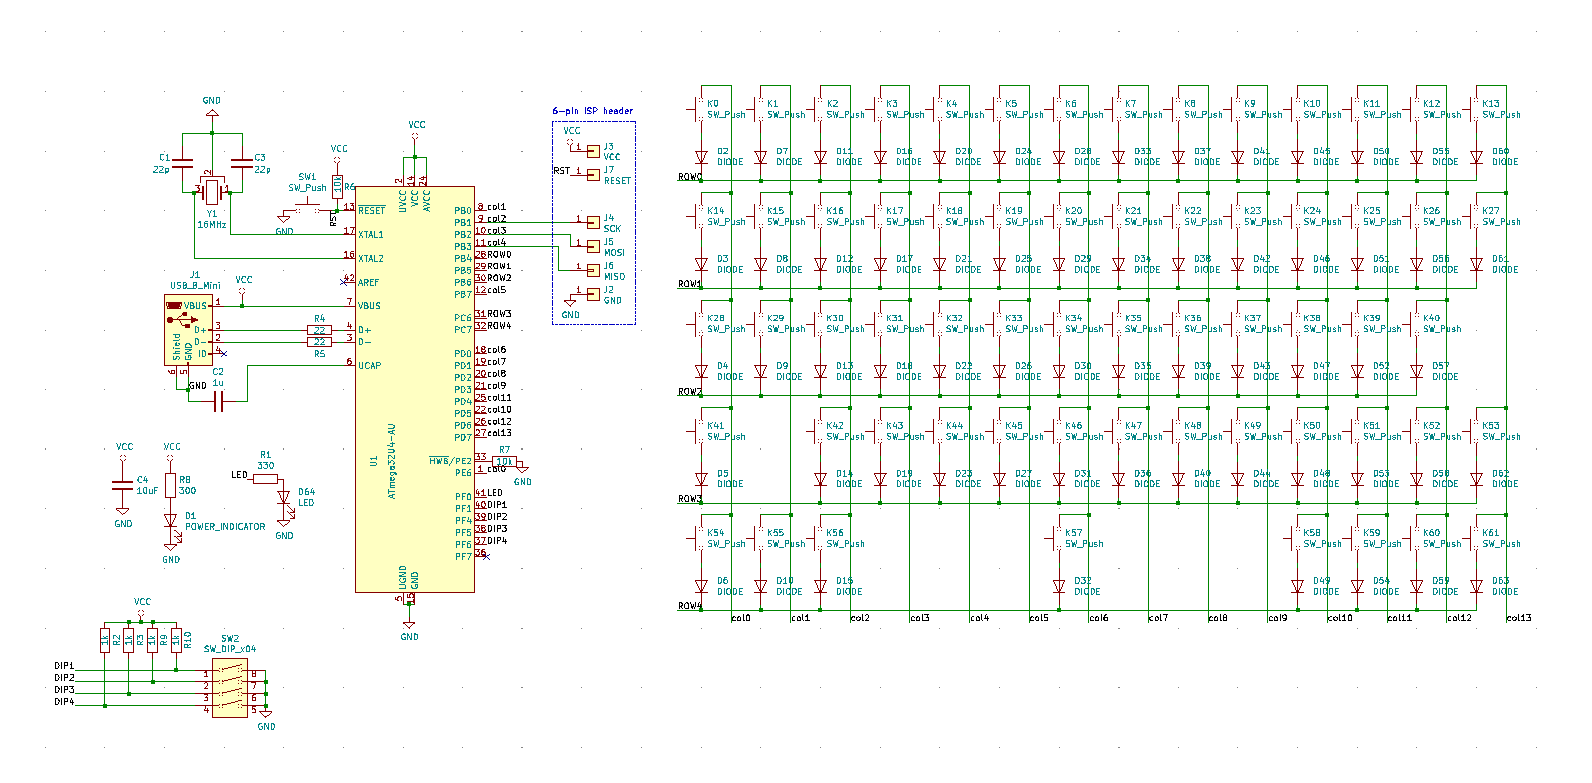 6-pin ISP header
GND
C1
22p
C3
22p
2
3
1
Y1
16MHz
VCC
R6
10k
SW1
SW_Push
GND
RST
VCC
2
14
24
UVCC
VCC
AVCC
13 RESET
17 XTAL1
16 XTAL2
42 AREF
7 VBUS
4 D+
3 D-
6 UCAP
PB0 8 col1
PB1 9 col2
PB2 10 col3
PB3 11 col4
PB4 28 ROW0
PB5 29 ROW1
PB6 30 ROW2
PB7 12 col5
PC6 31 ROW3
PC7 32 ROW4
PD0 18 col6
PD1 19 col7
PD2 20 col8
PD3 21 col9
PD4 25 col11
PD5 22 col10
PD6 26 col12
PD7 27 col13
HWB/PE2 33
PE6 1 col0
R7
10k
GND
PF0 41 LED
PF1 40 DIP1
PF4 39 DIP2
PF5 38 DIP3
PF6 37 DIP4
PF7 36
U1
ATmega32U4-AU
UGND
GND
5
15
GND
VCC
1 J3
VCC
RST 1 J7
RESET
1 J4
SCK
1 J5
MOSI
1 J6
MISO
1 J2
GND
GND
J1
USB_B_Mini
VBUS 1
D+ 3
D- 2
ID 4
Shield
GND
6
5
VCC
R4
22
22
R5
GND
C2
1u
VCC
C4
10uF
GND
VCC
R8
300
D1
POWER_INDICATOR
GND
R1
330
LED
D64
LED
GND
VCC
1k R2
1k R3
1k R9
1k R10
SW2
SW_DIP_x04
DIP1
DIP2
DIP3
DIP4
1 8
2 7
3 6
4 5
GND
K0 K1 K2 K3 K4 K5 K6 K7 K8 K9 K10 K11 K12 K13
SW_Push SW_Push SW_Push SW_Push SW_Push SW_Push SW_Push SW_Push SW_Push SW_Push SW_Push SW_Push SW_Push SW_Push
D2 D7 D11 D16 D20 D24 D28 D33 D37 D41 D45 D50 D55 D60
DIODE DIODE DIODE DIODE DIODE DIODE DIODE DIODE DIODE DIODE DIODE DIODE DIODE DIODE
ROW0
K14 K15 K16 K17 K18 K19 K20 K21 K22 K23 K24 K25 K26 K27
SW_Push SW_Push SW_Push SW_Push SW_Push SW_Push SW_Push SW_Push SW_Push SW_Push SW_Push SW_Push SW_Push SW_Push
D3 D8 D12 D17 D21 D25 D29 D34 D38 D42 D46 D51 D56 D61
DIODE DIODE DIODE DIODE DIODE DIODE DIODE DIODE DIODE DIODE DIODE DIODE DIODE DIODE
ROW1
K28 K29 K30 K31 K32 K33 K34 K35 K36 K37 K38 K39 K40
SW_Push SW_Push SW_Push SW_Push SW_Push SW_Push SW_Push SW_Push SW_Push SW_Push SW_Push SW_Push SW_Push
D4 D9 D13 D18 D22 D26 D30 D35 D39 D43 D47 D52 D57
DIODE DIODE DIODE DIODE DIODE DIODE DIODE DIODE DIODE DIODE DIODE DIODE DIODE
ROW2
K41 K42 K43 K44 K45 K46 K47 K48 K49 K50 K51 K52 K53
SW_Push SW_Push SW_Push SW_Push SW_Push SW_Push SW_Push SW_Push SW_Push SW_Push SW_Push SW_Push SW_Push
D5 D14 D19 D23 D27 D31 D36 D40 D44 D48 D53 D58 D62
DIODE DIODE DIODE DIODE DIODE DIODE DIODE DIODE DIODE DIODE DIODE DIODE DIODE
ROW3
K54 K55 K56 K57 K58 K59 K60 K61
SW_Push SW_Push SW_Push SW_Push SW_Push SW_Push SW_Push SW_Push
D6 D10 D15 D32 D49 D54 D59 D63
DIODE DIODE DIODE DIODE DIODE DIODE DIODE DIODE
ROW4
col0 col1 col2 col3 col4 col5 col6 col7 col8 col9 col10 col11 col12 col13